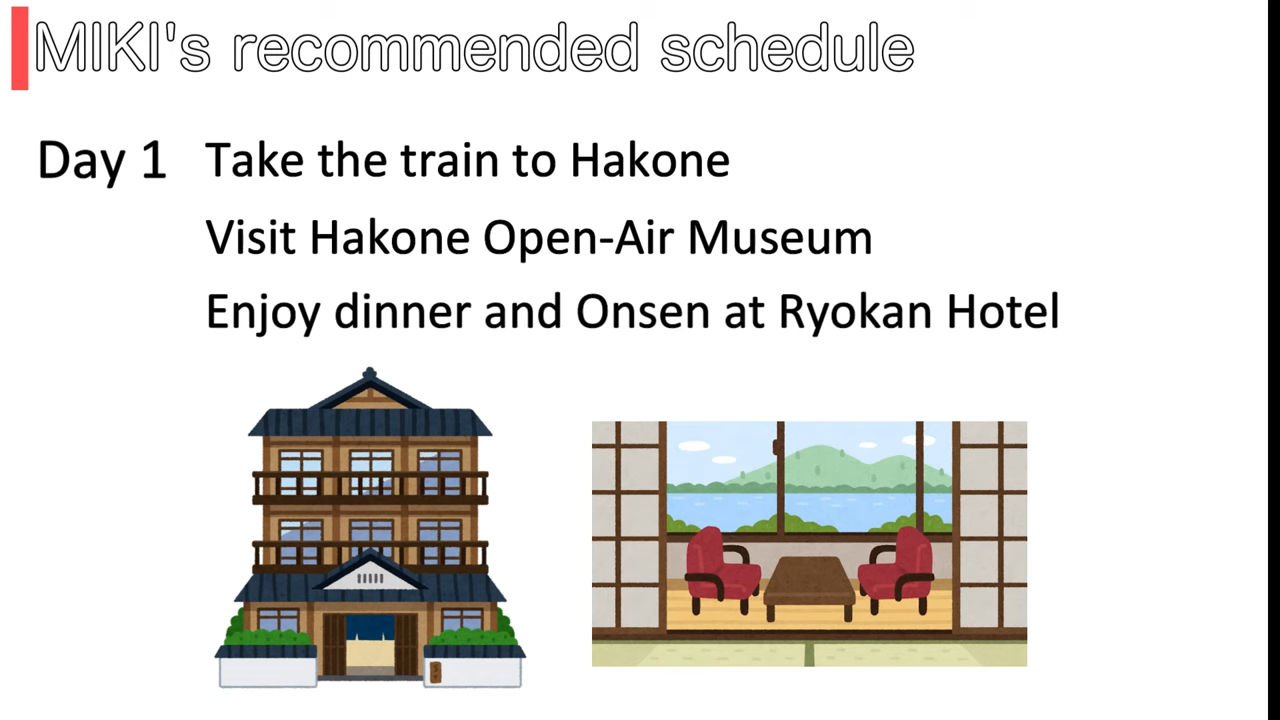 MIKI's recommended schedule
Day 1 Take the train to Hakone
Visit Hakone Open-Air Museum
Enjoy dinner and Onsen at Ryokan Hotel